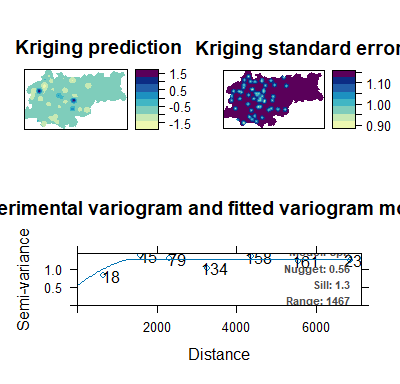 Kriging prediction
Kriging standard error
1.5
0.5
-0.5
-1.5
1.10
1.00
0.90
erimental variogram and fitted variogram mo
Semi-variance
1.0
0.5
18
45
79
134
158
161
23
Nugget: 0.56
Sill: 1.3
Range: 1467
2000
4000
6000
Distance